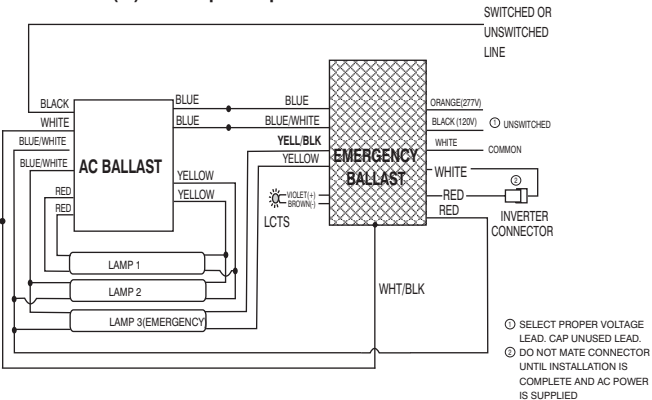 SWITCHED OR
UNSWITCHED
LINE
BLACK
WHITE
BLUE/WHITE
BLUE/WHITE
RED
RED
AC BALLAST
BLUE
BLUE
YELLOW
YELLOW
BLUE
BLUE/WHITE
YELL/BLK
YELLOW
VIOLET(+)
BROWN(-)
LCTS
EMERGENCY
BALLAST
ORANGE(277V)
BLACK (120V)
① UNSWITCHED
WHITE
COMMON
WHITE
RED
RED
②
INVERTER
CONNECTOR
LAMP 1
LAMP 2
LAMP 3(EMERGENCY)
WHT/BLK
① SELECT PROPER VOLTAGE
LEAD. CAP UNUSED LEAD.
② DO NOT MATE CONNECTOR
UNTIL INSTALLATION IS
COMPLETE AND AC POWER
IS SUPPLIED